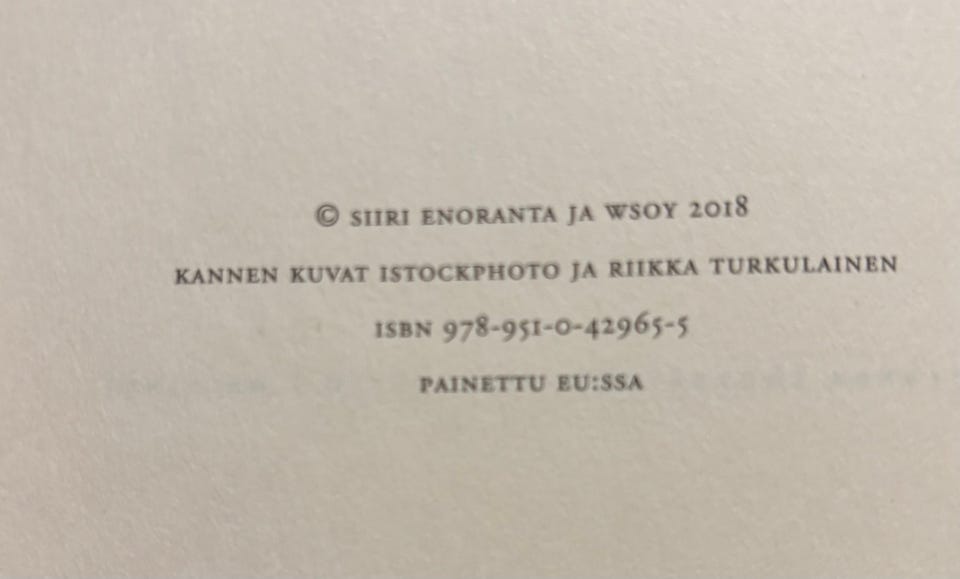 © SIIRI ENORANTA JA WSOY 2018
KANNEN KUVAT ISTOCKPHOTO JA RIIKKA TURKULAINEN
ISBN 978-951-0-42965-5
PAINETTU EU:SSA